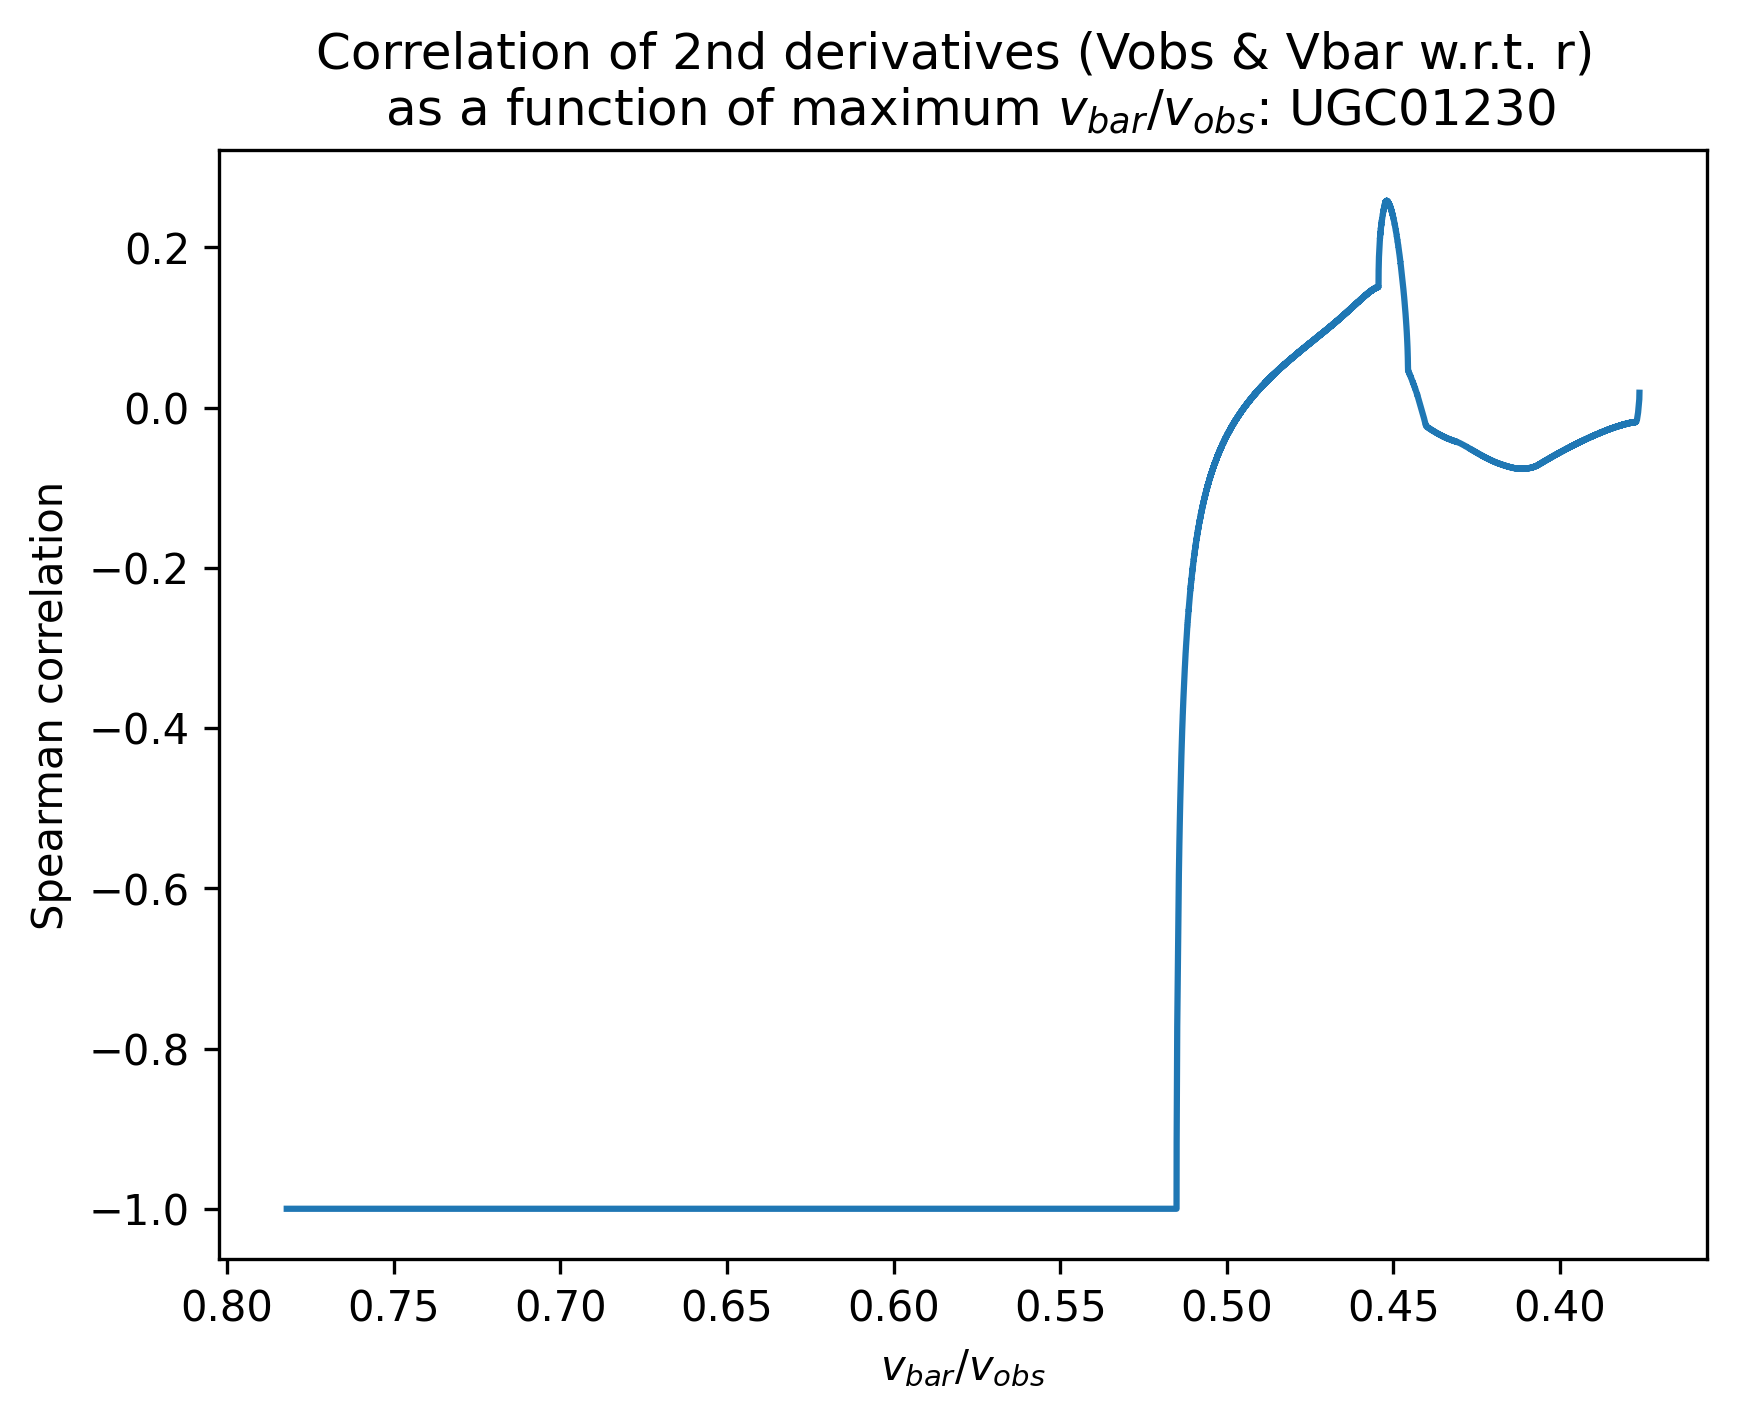 Correlation of 2nd derivatives (Vobs & Vbar w.r.t. r)
as a function of maximum v_bar/v_obs: UGC01230
Spearman correlation
0.2
0.0
−0.2
−0.4
−0.6
−0.8
−1.0
0.80 0.75 0.70 0.65 0.60 0.55 0.50 0.45 0.40
v_bar/v_obs